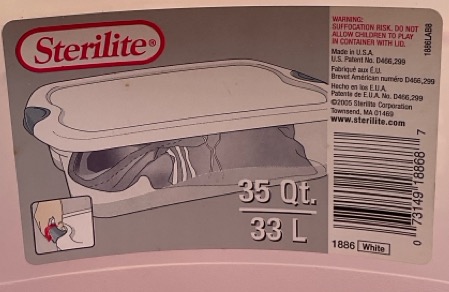 Sterilite®
WARNING:
SUFFOCATION RISK. DO NOT
ALLOW CHILDREN TO PLAY
IN CONTAINER WITH LID.
Made in U.S.A.
U.S. Patent No. D466,299
Fabriqué aux É.U.
Brevet Américan numéro D466,299
Hecho en los E.U.A.
Patente de E.U.A. No. D466,299
©2005 Sterilite Corporation
Townsend, MA 01469
www.sterilite.com
1886LAB8
35 Qt.
33 L
0 73149 18868 7
1886 White